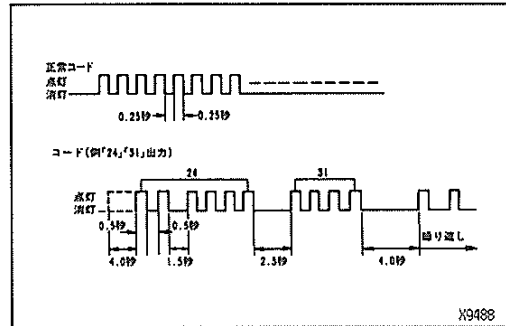 正常コード
点灯
消灯
0.25秒 0.25秒
コード(例「24」「31」出力)
24 31
点灯
消灯
0.5秒 0.5秒
繰り返し
4.0秒 1.5秒 2.5秒 4.0秒
X9488